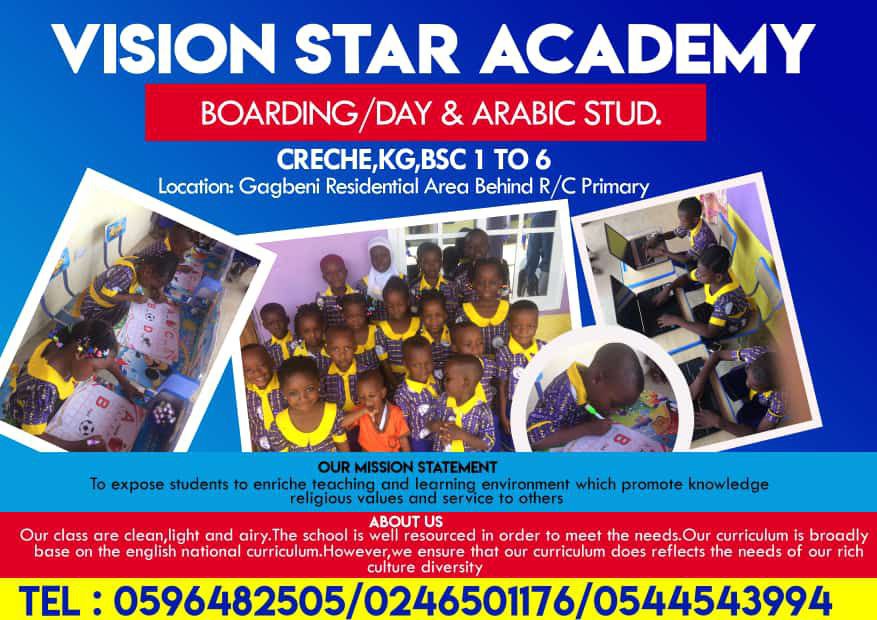 VISION STAR ACADEMY
BOARDING/DAY & ARABIC STUD.
CRECHE,KG,BSC 1 TO 6
Location: Gagbeni Residential Area Behind R/C Primary
OUR MISSION STATEMENT
To expose students to enriche teaching and learning environment which promote knowledge
religious values and service to others
ABOUT US
Our class are clean,light and airy.The school is well resourced in order to meet the needs.Our curriculum is broadly
base on the english national curriculum.However,we ensure that our curriculum does reflects the needs of our rich
culture diversity
TEL : 0596482505/0246501176/0544543994